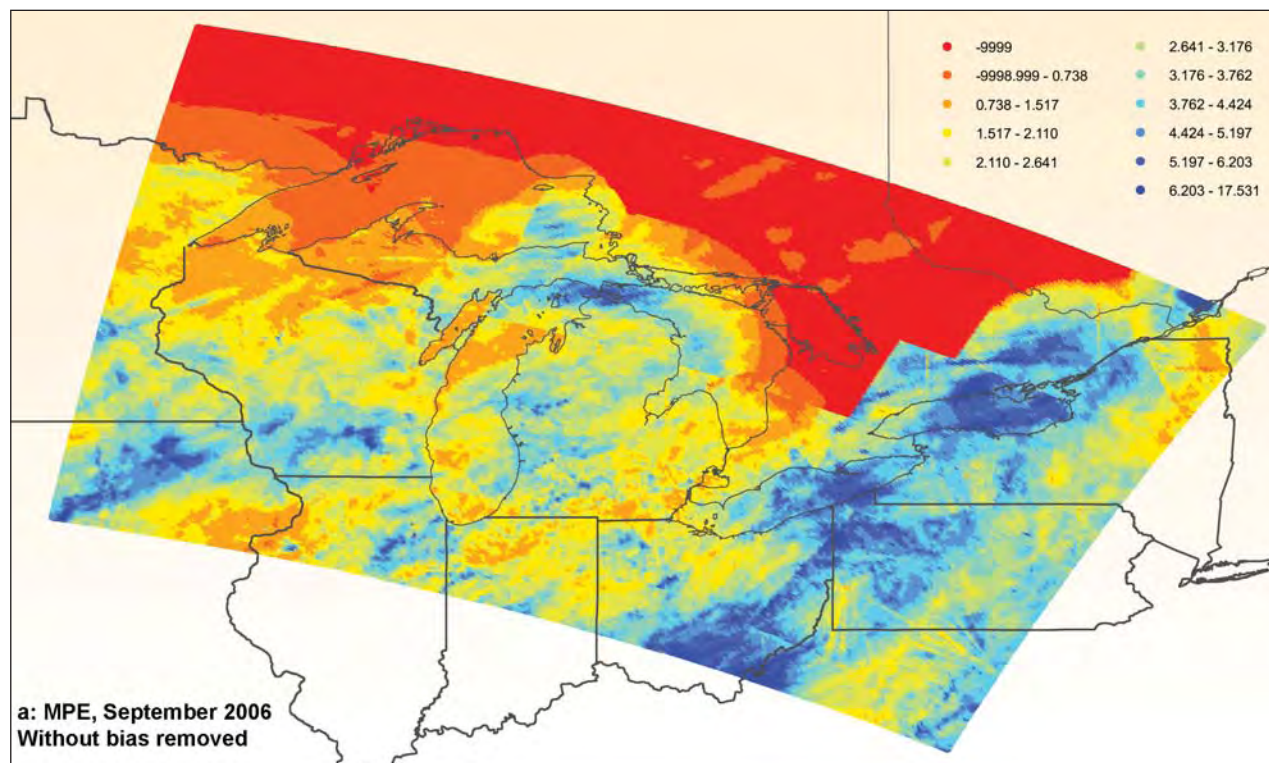 -9999
-9998.999 - 0.738
0.738 - 1.517
1.517 - 2.110
2.110 - 2.641
2.641 - 3.176
3.176 - 3.762
3.762 - 4.424
4.424 - 5.197
5.197 - 6.203
6.203 - 17.531
a: MPE, September 2006
Without bias removed